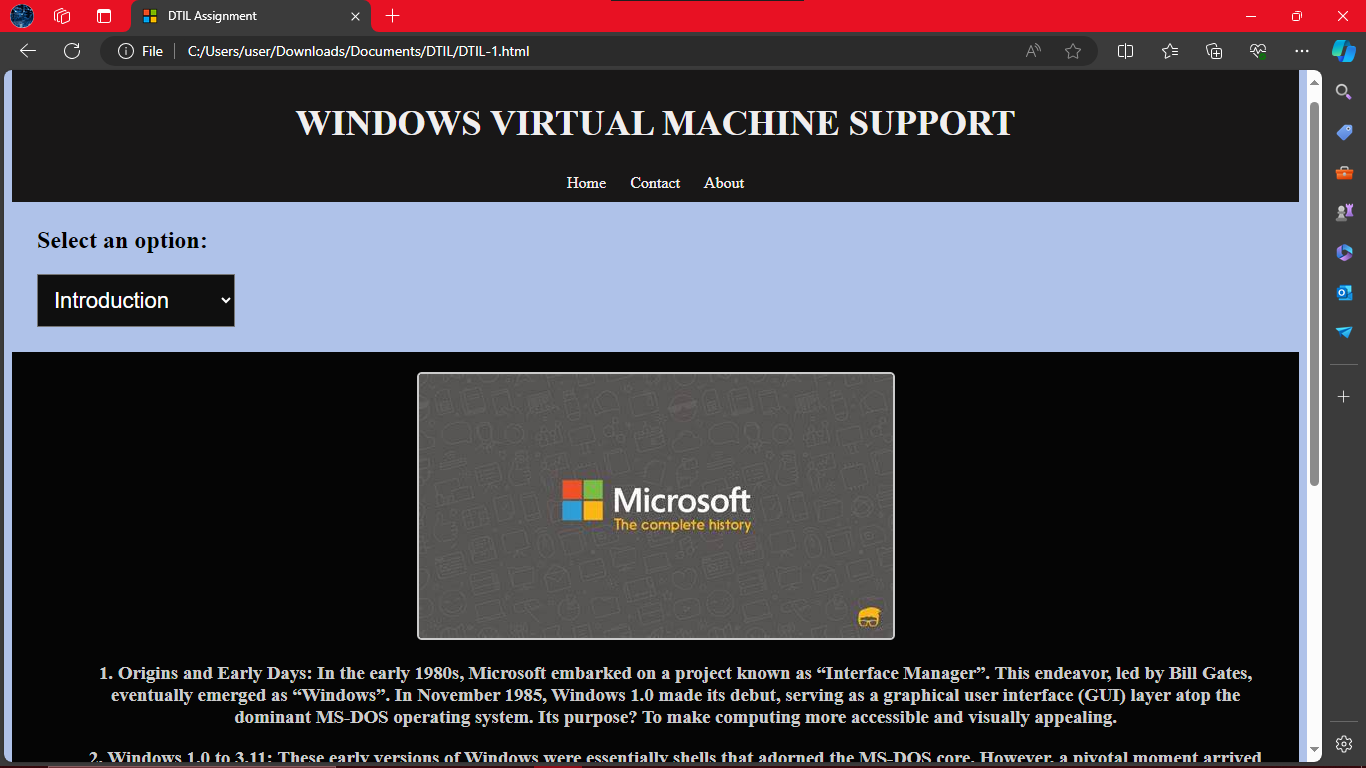 DTIL Assignment
File
C:/Users/user/Downloads/Documents/DTIL/DTIL-1.html
WINDOWS VIRTUAL MACHINE SUPPORT
Home Contact About
Select an option:
Introduction
Microsoft
The complete history
1. Origins and Early Days: In the early 1980s, Microsoft embarked on a project known as “Interface Manager”. This endeavor, led by Bill Gates,
eventually emerged as “Windows”. In November 1985, Windows 1.0 made its debut, serving as a graphical user interface (GUI) layer atop the
dominant MS-DOS operating system. Its purpose? To make computing more accessible and visually appealing.
2. Windows 1.0 to 3.11: These early versions of Windows were essentially shells that adorned the MS-DOS core. However, a pivotal moment arrived